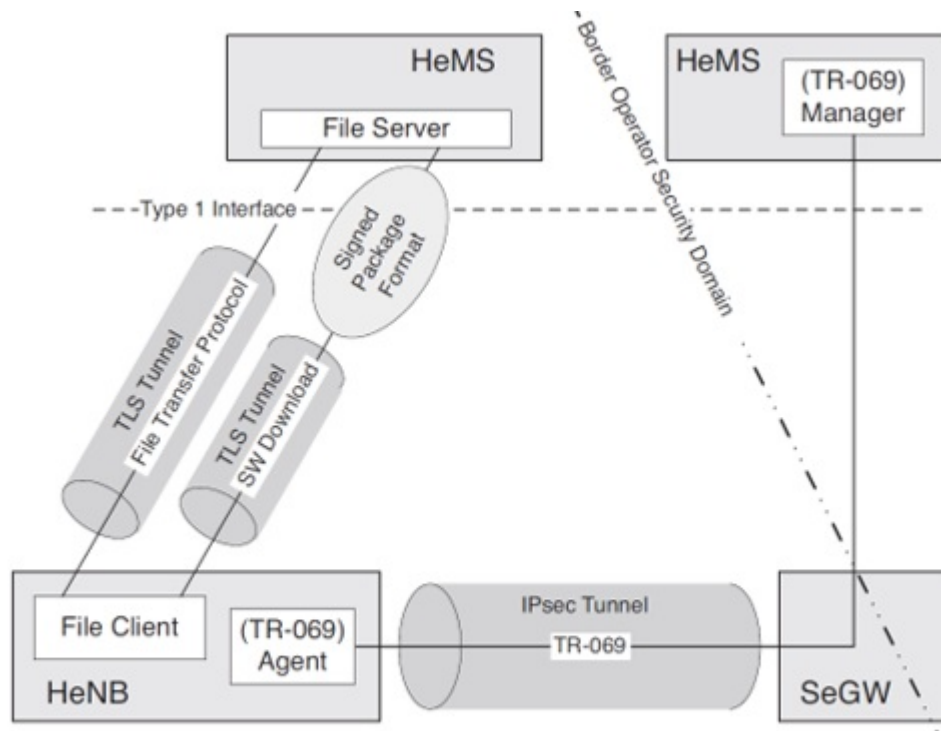 HeMS
File Server
HeMS
(TR-069)
Manager
Border Operator Security Domain
Type 1 Interface
Signed
Package
Format
TLS Tunnel
File Transfer Protocol
TLS Tunnel
SW Download
File Client
(TR-069)
Agent
HeNB
IPsec Tunnel
TR-069
SeGW